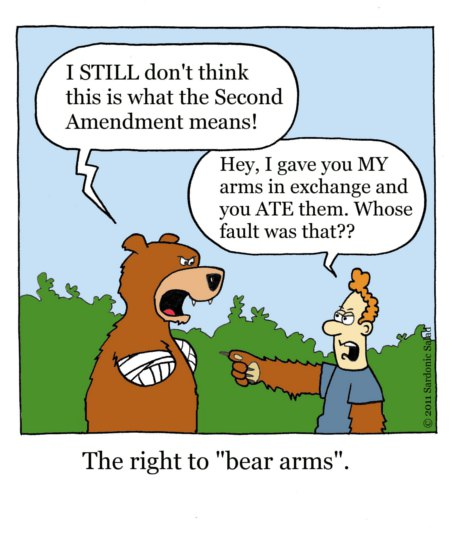 I STILL don't think
this is what the Second
Amendment means!
Hey, I gave you MY
arms in exchange and
you ATE them. Whose
fault was that??
© 2011 Sardonic Salad
The right to "bear arms".